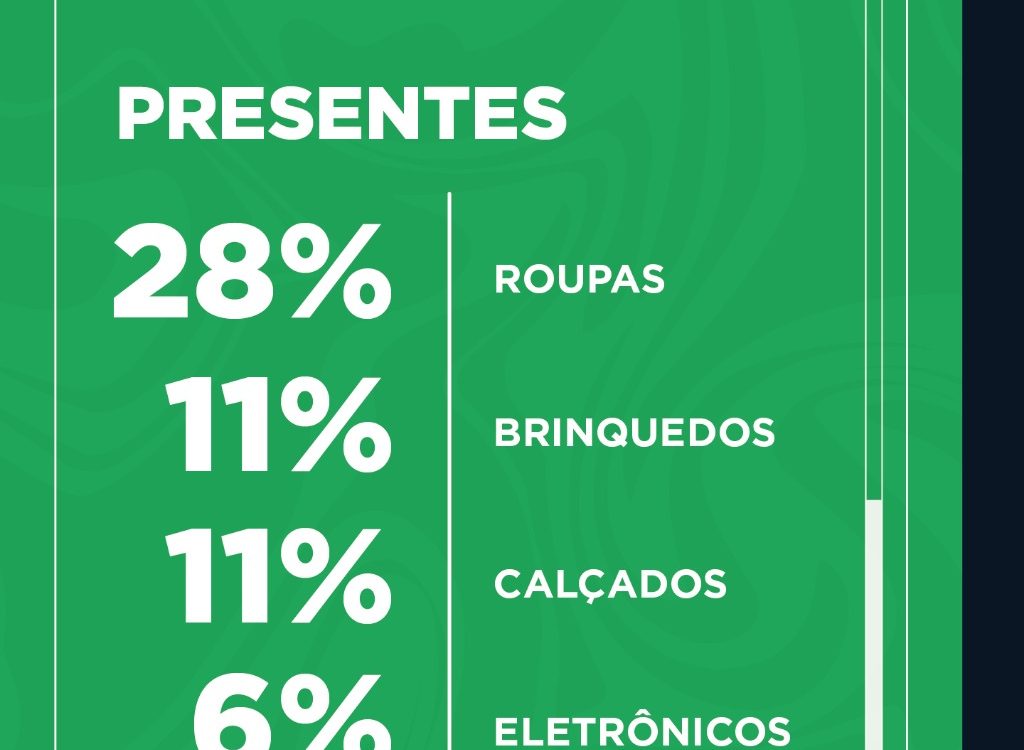 PRESENTES
28% ROUPAS
11% BRINQUEDOS
11% CALÇADOS
6% ELETRÔNICOS